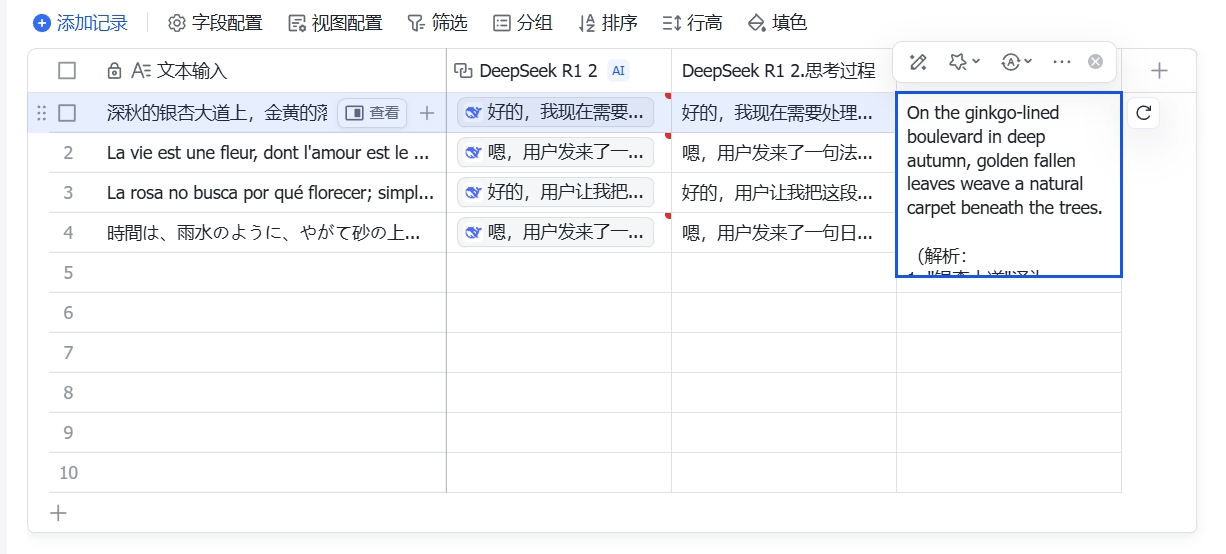 添加记录 字段配置 视图配置 筛选 分组 排序 行高 填色
文本输入 DeepSeek R1 2 AI DeepSeek R1 2.思考过程
深秋的银杏大道上，金黄的落 查看 好的，我现在需要... 好的，我现在需要处理...
On the ginkgo-lined
boulevard in deep
autumn, golden fallen
leaves weave a natural
carpet beneath the trees.
（解析：
2 La vie est une fleur, dont l'amour est le ... 嗯，用户发来了一... 嗯，用户发来了一句法...
3 La rosa no busca por qué florecer; simpl... 好的，用户让我把... 好的，用户让我把这段...
4 時間は、雨水のように、やがて砂の上... 嗯，用户发来了一... 嗯，用户发来了一句日...
5
6
7
8
9
10